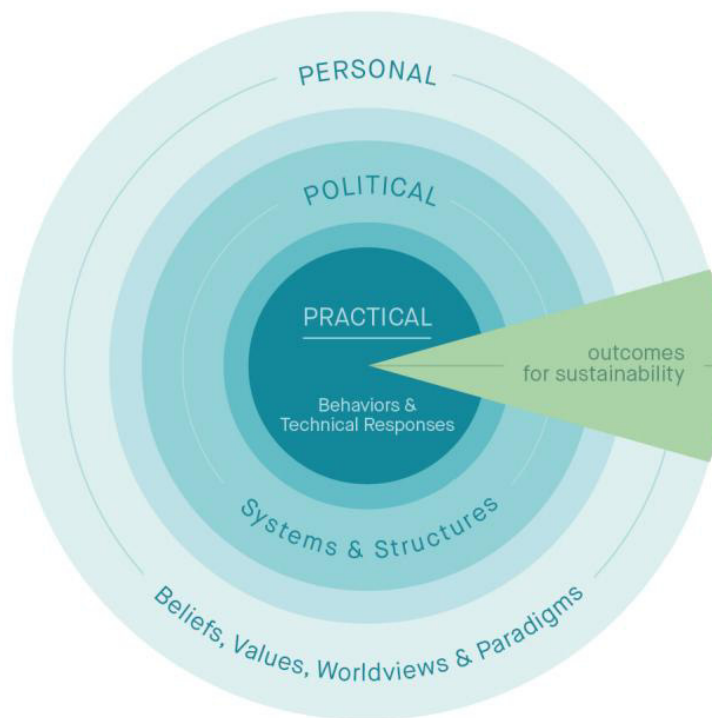 PERSONAL
POLITICAL
PRACTICAL
outcomes
for sustainability
Behaviors &
Technical Responses
Systems & Structures
Beliefs, Values, Worldviews & Paradigms